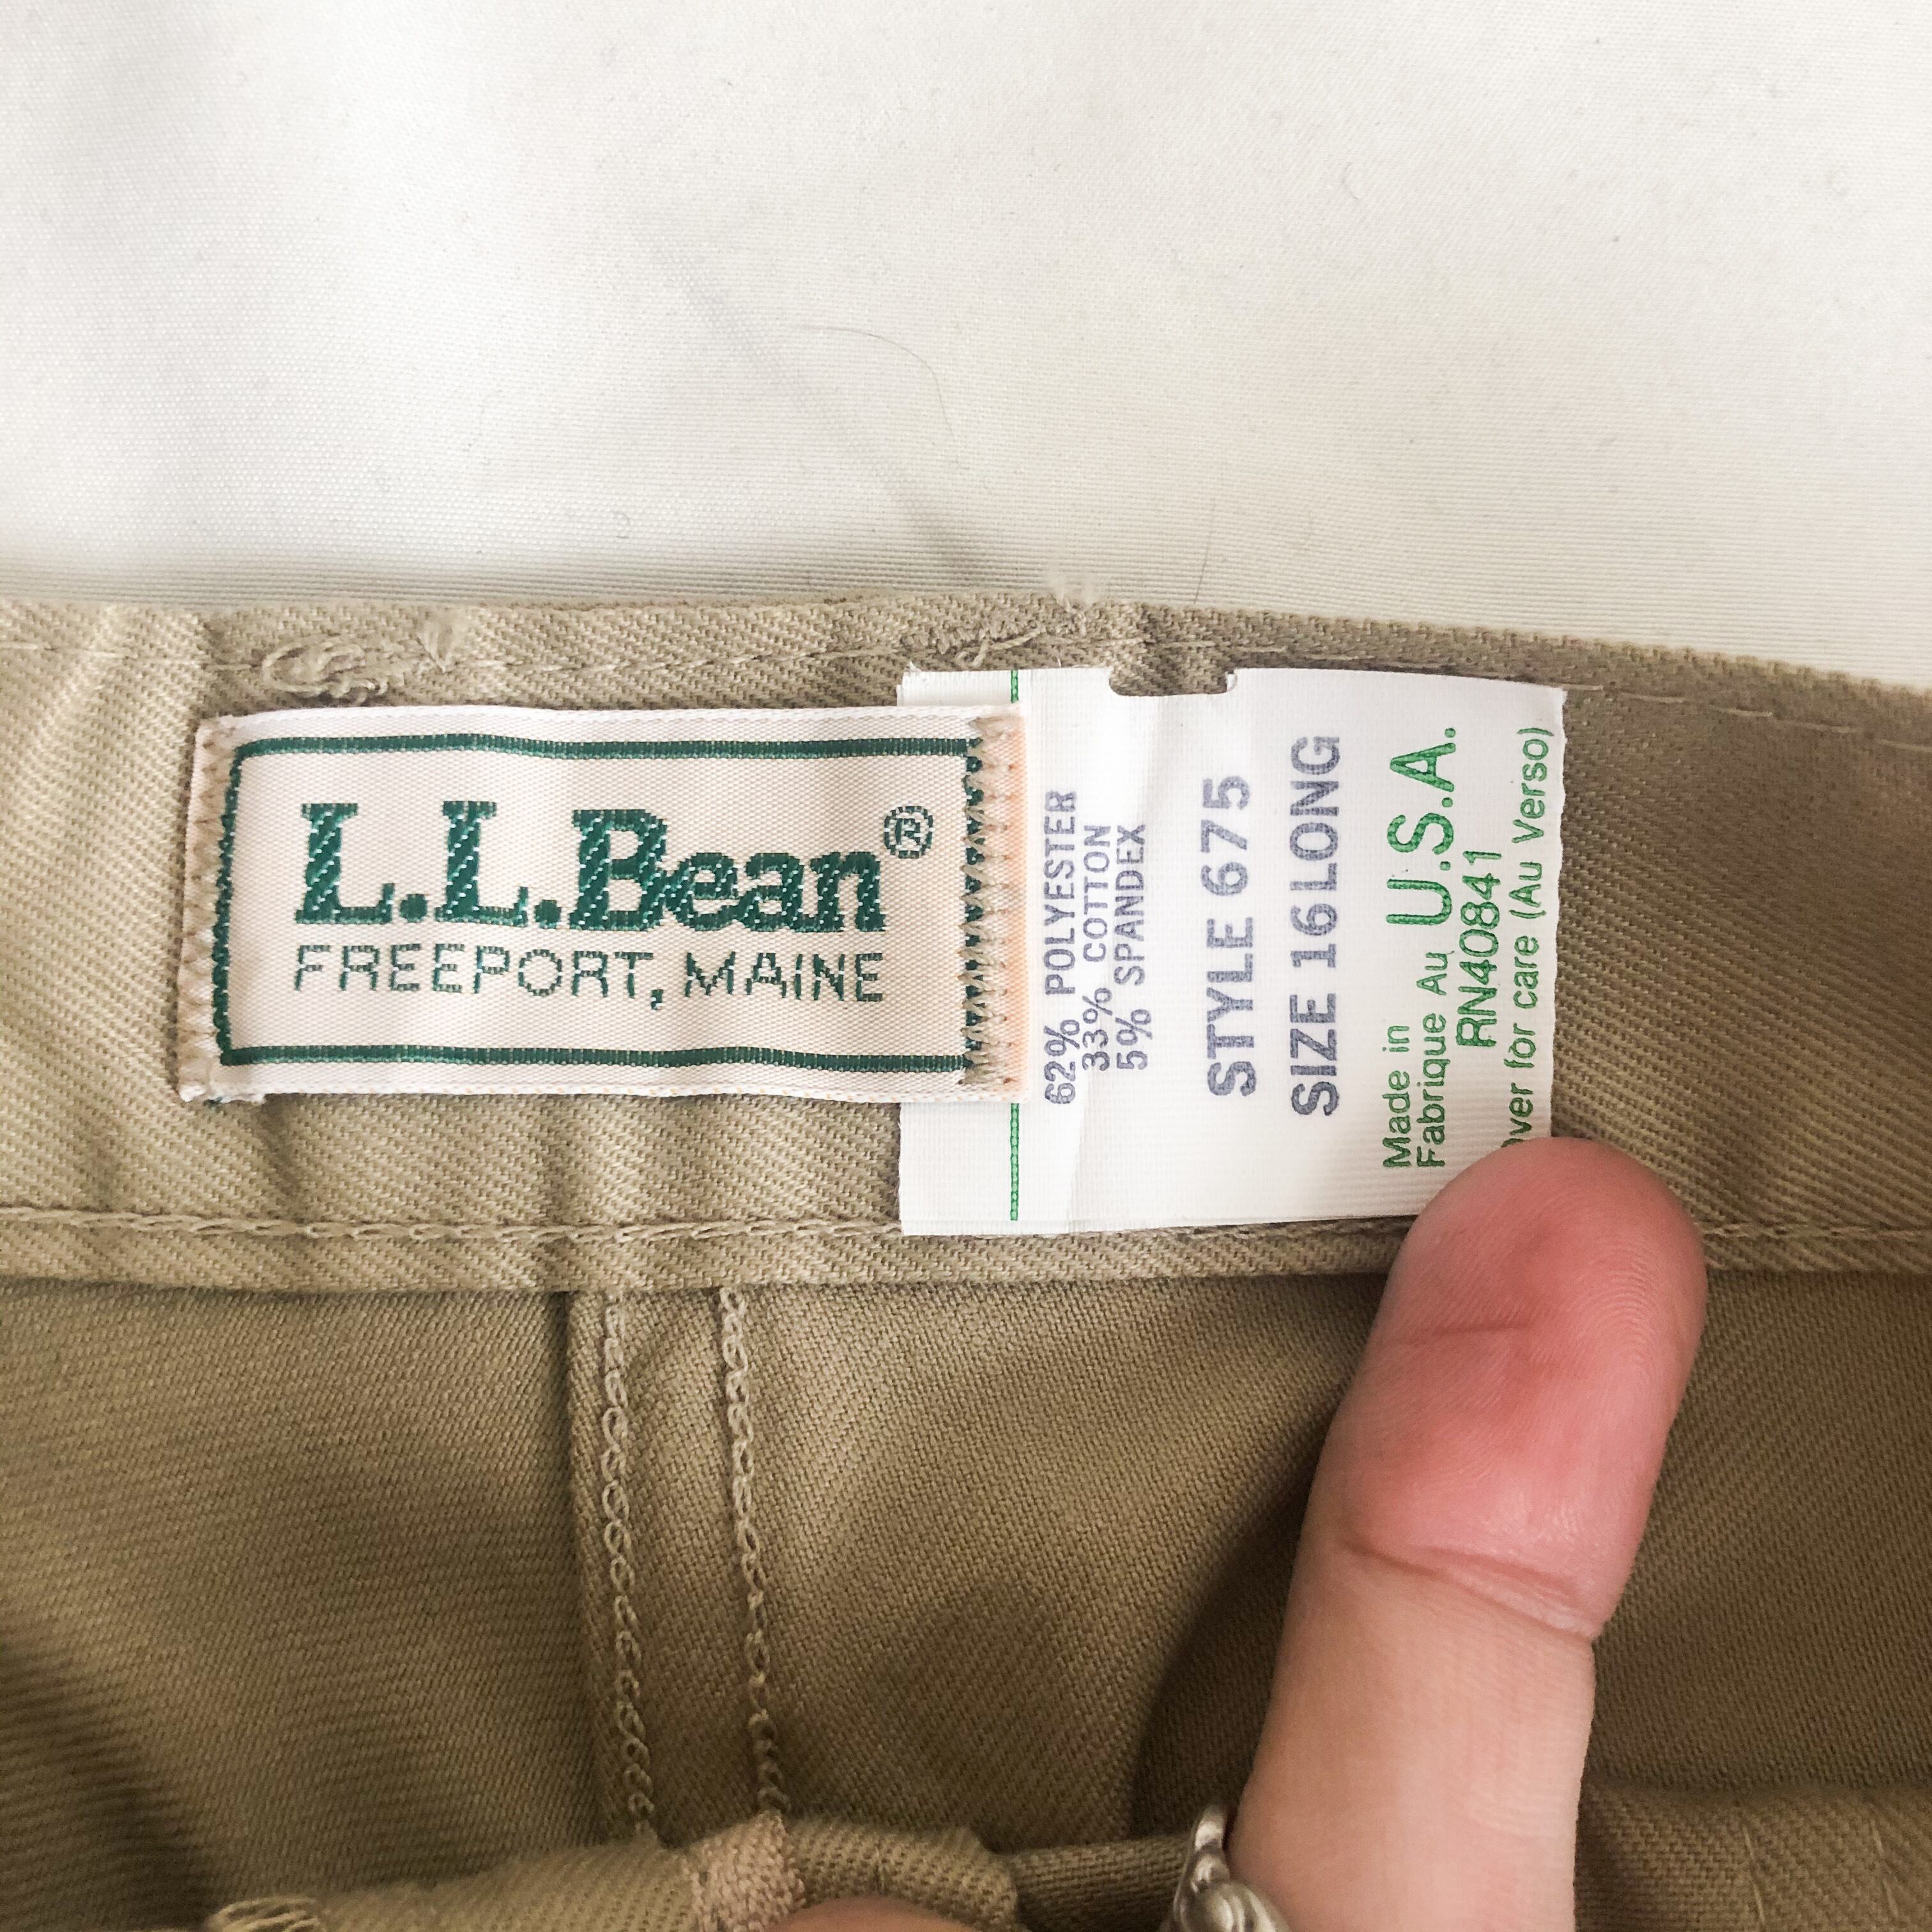 L.L.Bean®
FREEPORT, MAINE
62% POLYESTER
33% COTTON
5% SPANDEX
STYLE 675
SIZE 16 LONG
Made in
Fabrique Au U.S.A.
RN40841
for care (Au Verso)